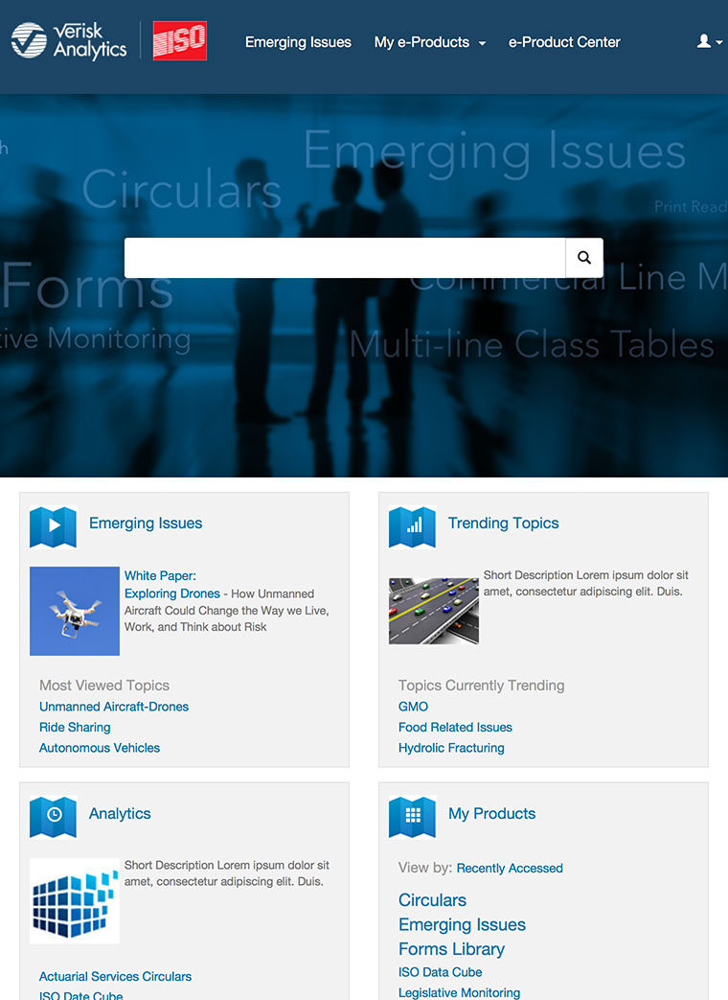 Verisk
Analytics
ISO
Emerging Issues
My e-Products
e-Product Center
h
Emerging Issues
Circulars
Print Read
Forms
Commercial Line M
ive Monitoring
Multi-line Class Tables
Emerging Issues
White Paper:
Exploring Drones - How Unmanned
Aircraft Could Change the Way we Live,
Work, and Think about Risk
Most Viewed Topics
Unmanned Aircraft-Drones
Ride Sharing
Autonomous Vehicles
Trending Topics
Short Description Lorem ipsum dolor sit
amet, consectetur adipiscing elit. Duis.
Topics Currently Trending
GMO
Food Related Issues
Hydrolic Fracturing
Analytics
Short Description Lorem ipsum dolor sit
amet, consectetur adipiscing elit. Duis.
Actuarial Services Circulars
ISO Date Cube
My Products
View by: Recently Accessed
Circulars
Emerging Issues
Forms Library
ISO Data Cube
Legislative Monitoring